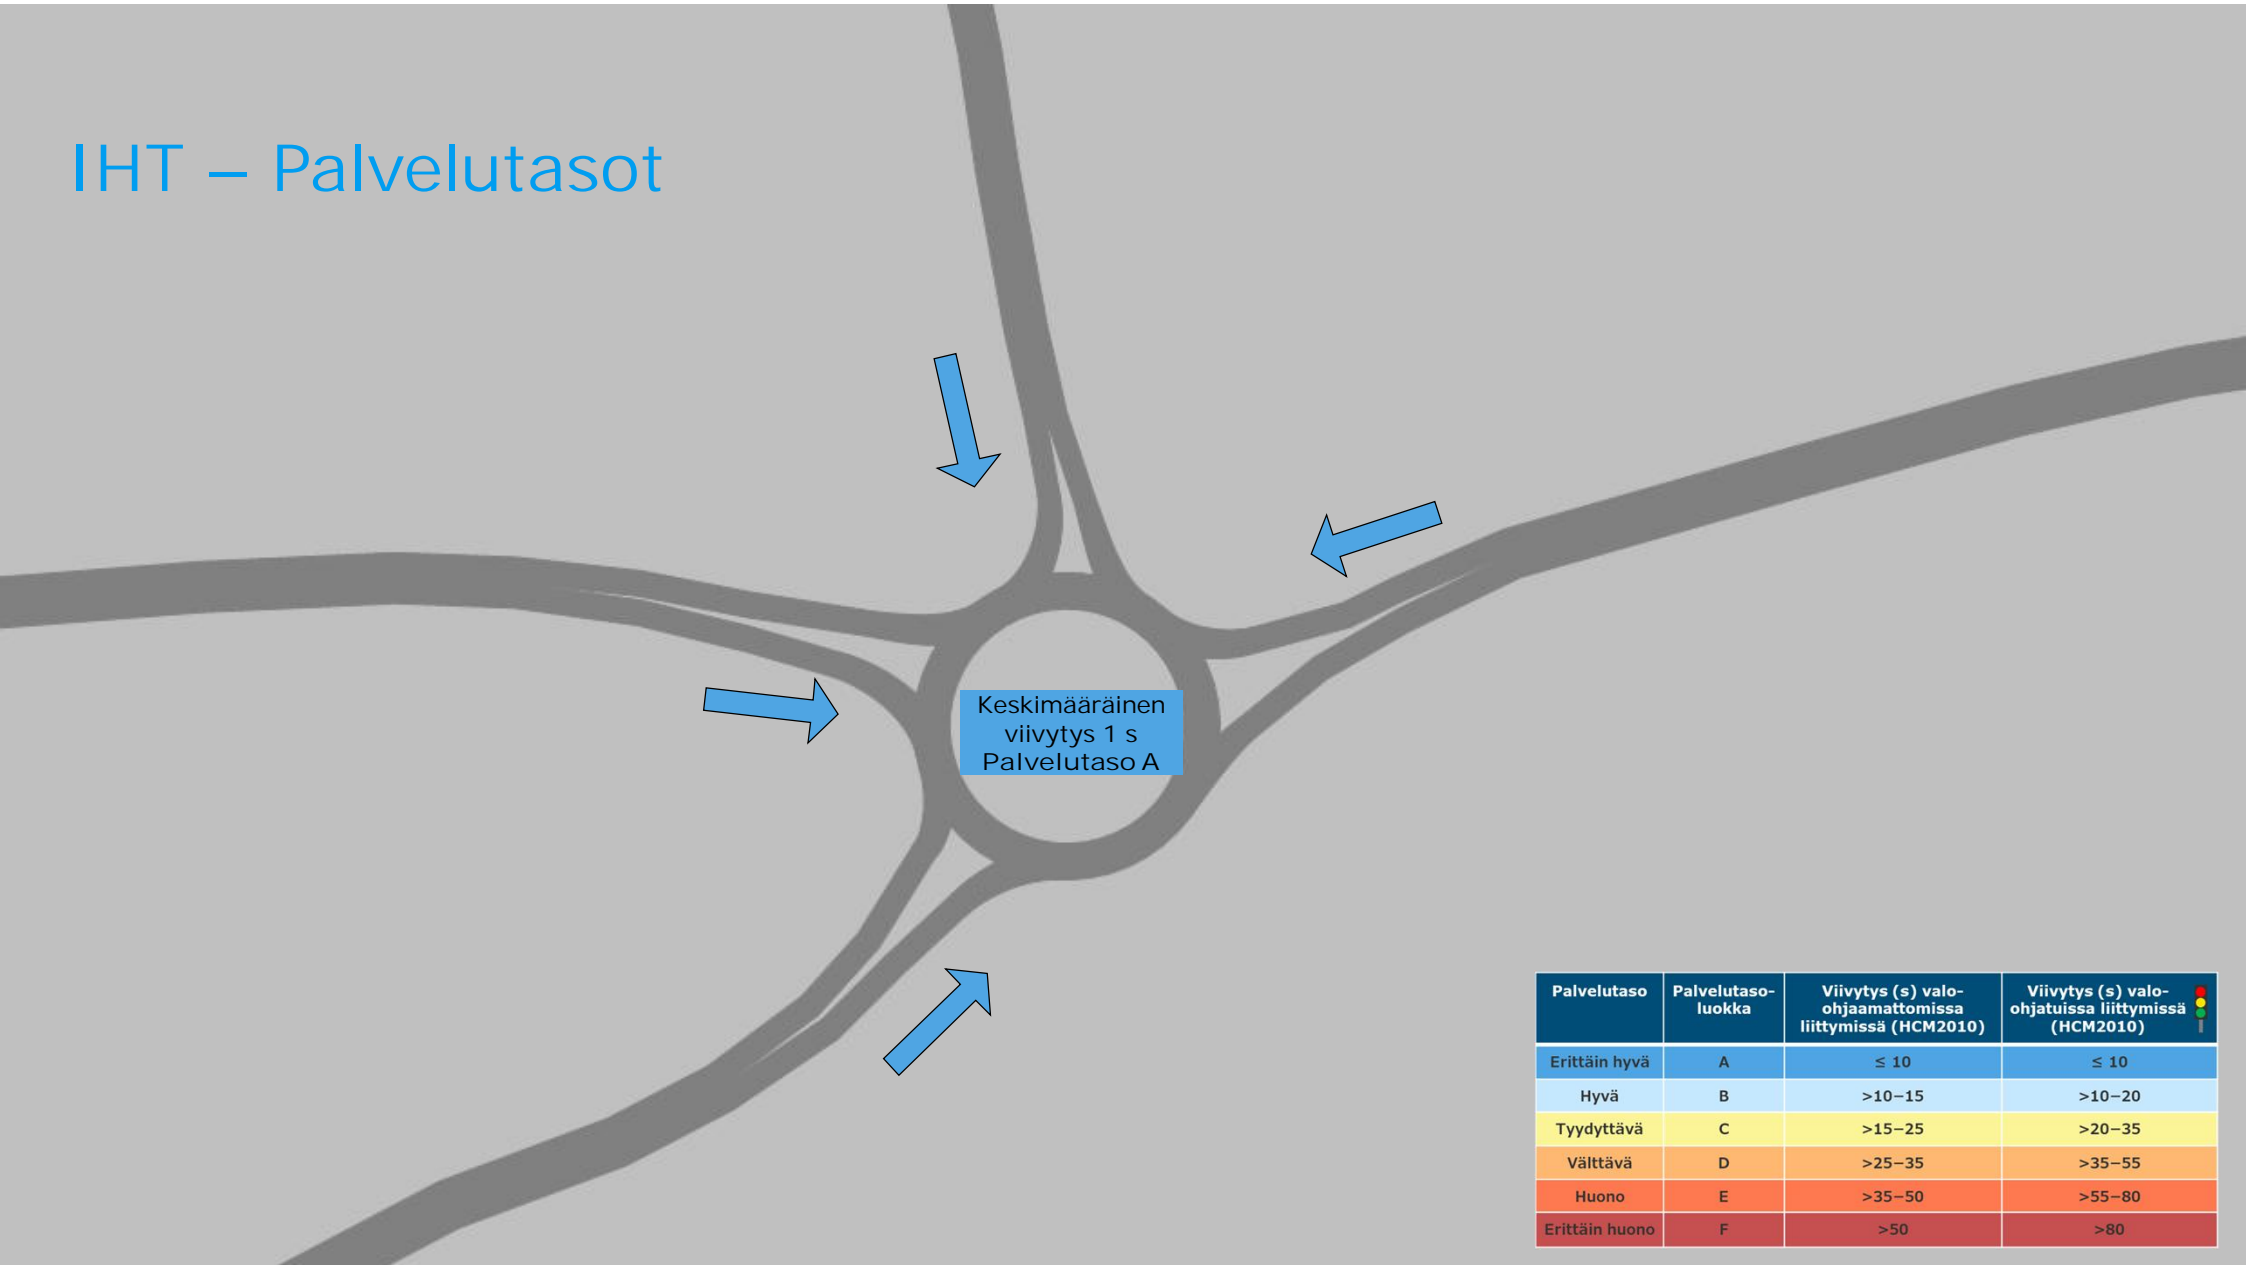 IHT – Palvelutasot
Keskimääräinen
viivytys 1 s
Palvelutaso A
Palvelutaso
Palvelutaso-
luokka
Viivytys (s) valo-
ohjaamattomissa
liittymissä (HCM2010)
Viivytys (s) valo-
ohjatuissa liittymissä
(HCM2010)
Erittäin hyvä A ≤ 10 ≤ 10
Hyvä B >10–15 >10–20
Tyydyttävä C >15–25 >20–35
Välttävä D >25–35 >35–55
Huono E >35–50 >55–80
Erittäin huono F >50 >80